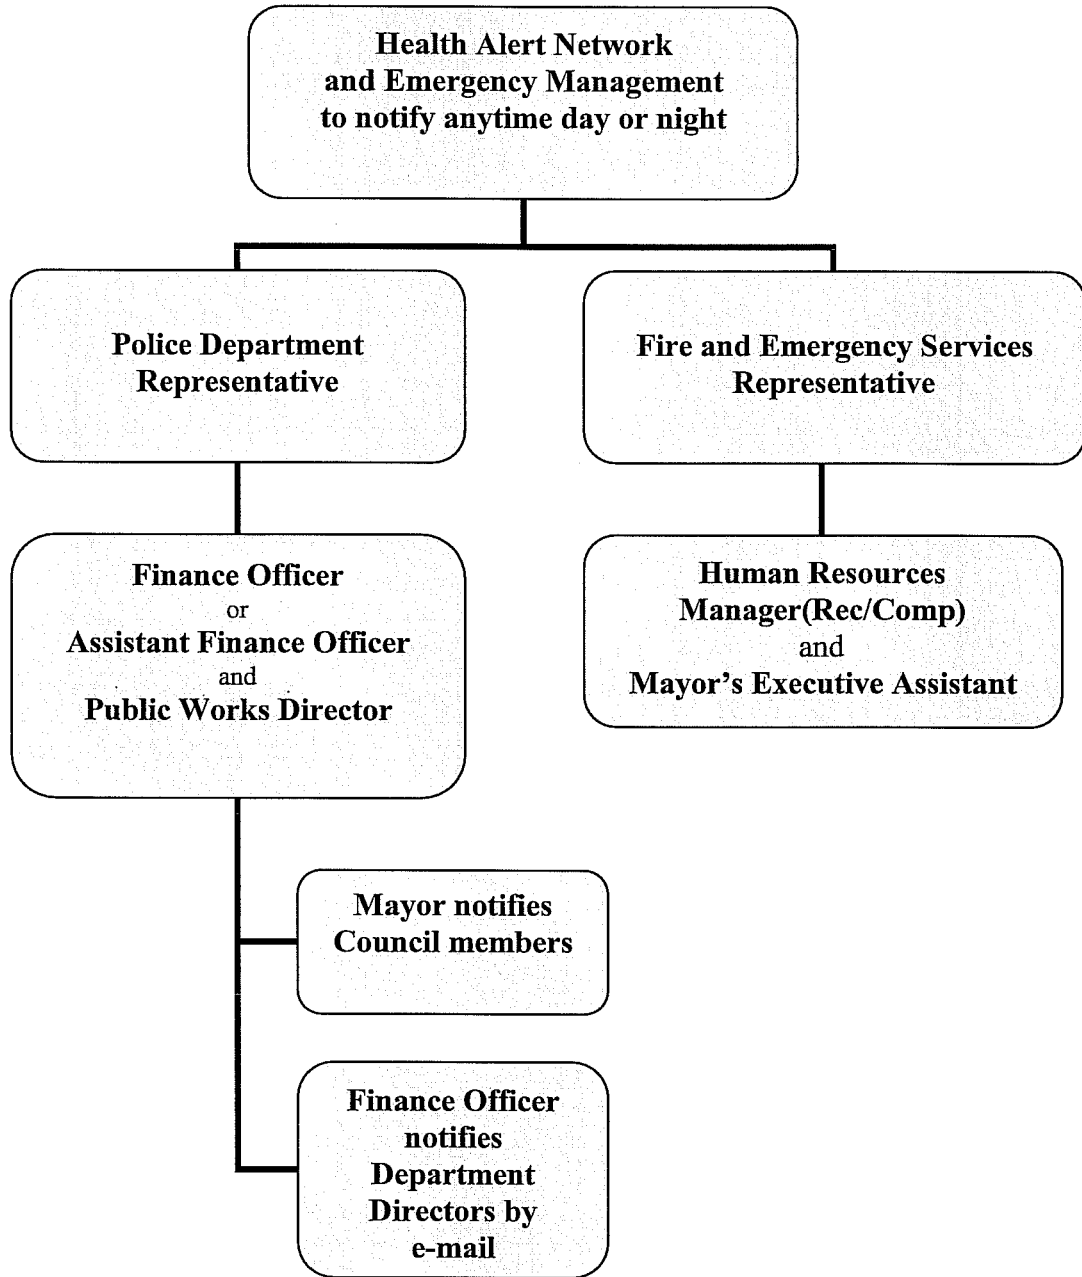 Health Alert Network
and Emergency Management
to notify anytime day or night
Police Department
Representative
Fire and Emergency Services
Representative
Finance Officer
or
Assistant Finance Officer
and
Public Works Director
Human Resources
Manager(Rec/Comp)
and
Mayor's Executive Assistant
Mayor notifies
Council members
Finance Officer
notifies
Department
Directors by
e-mail